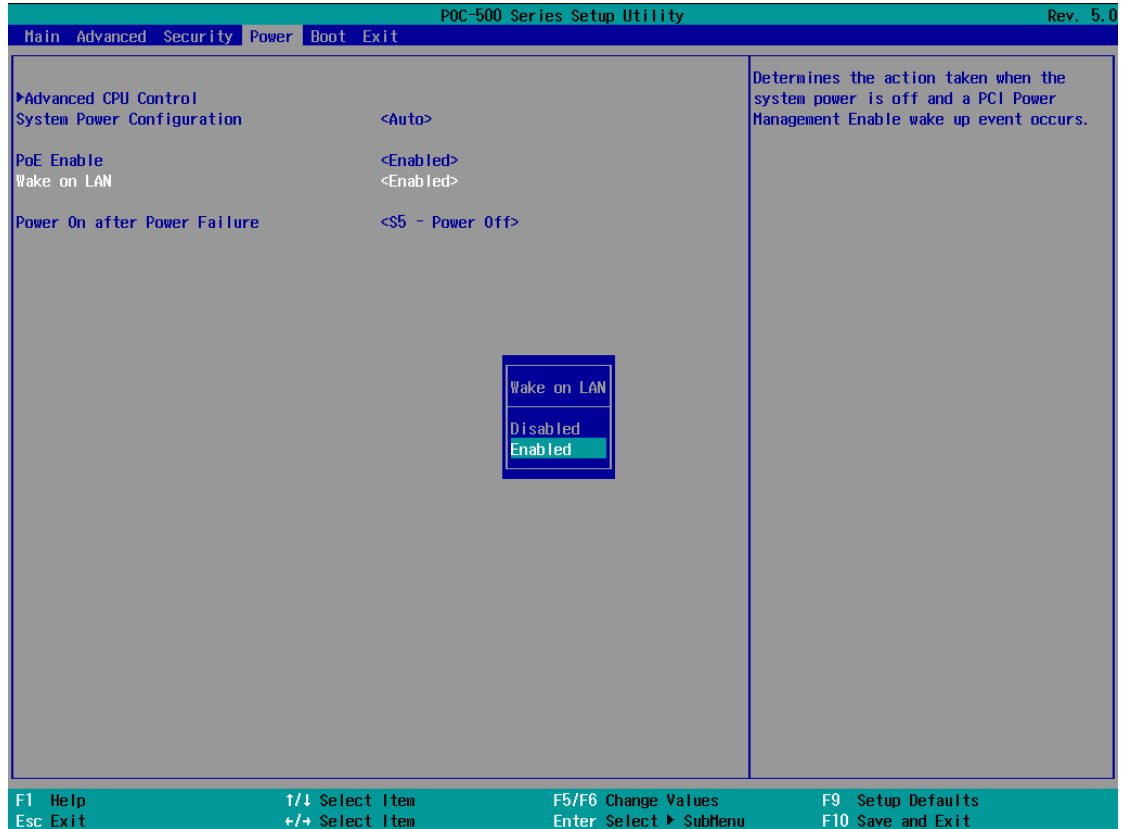 POC-500 Series Setup Utility Rev. 5.0
Main Advanced Security Power Boot Exit
▶Advanced CPU Control
System Power Configuration <Auto>
PoE Enable <Enabled>
Wake on LAN <Enabled>
Power On after Power Failure <S5 - Power Off>
Determines the action taken when the
system power is off and a PCI Power
Management Enable wake up event occurs.
Wake on LAN
Disabled
Enabled
F1 Help ↑/↓ Select Item F5/F6 Change Values F9 Setup Defaults
Esc Exit ←/→ Select Item Enter Select ▶ SubMenu F10 Save and Exit